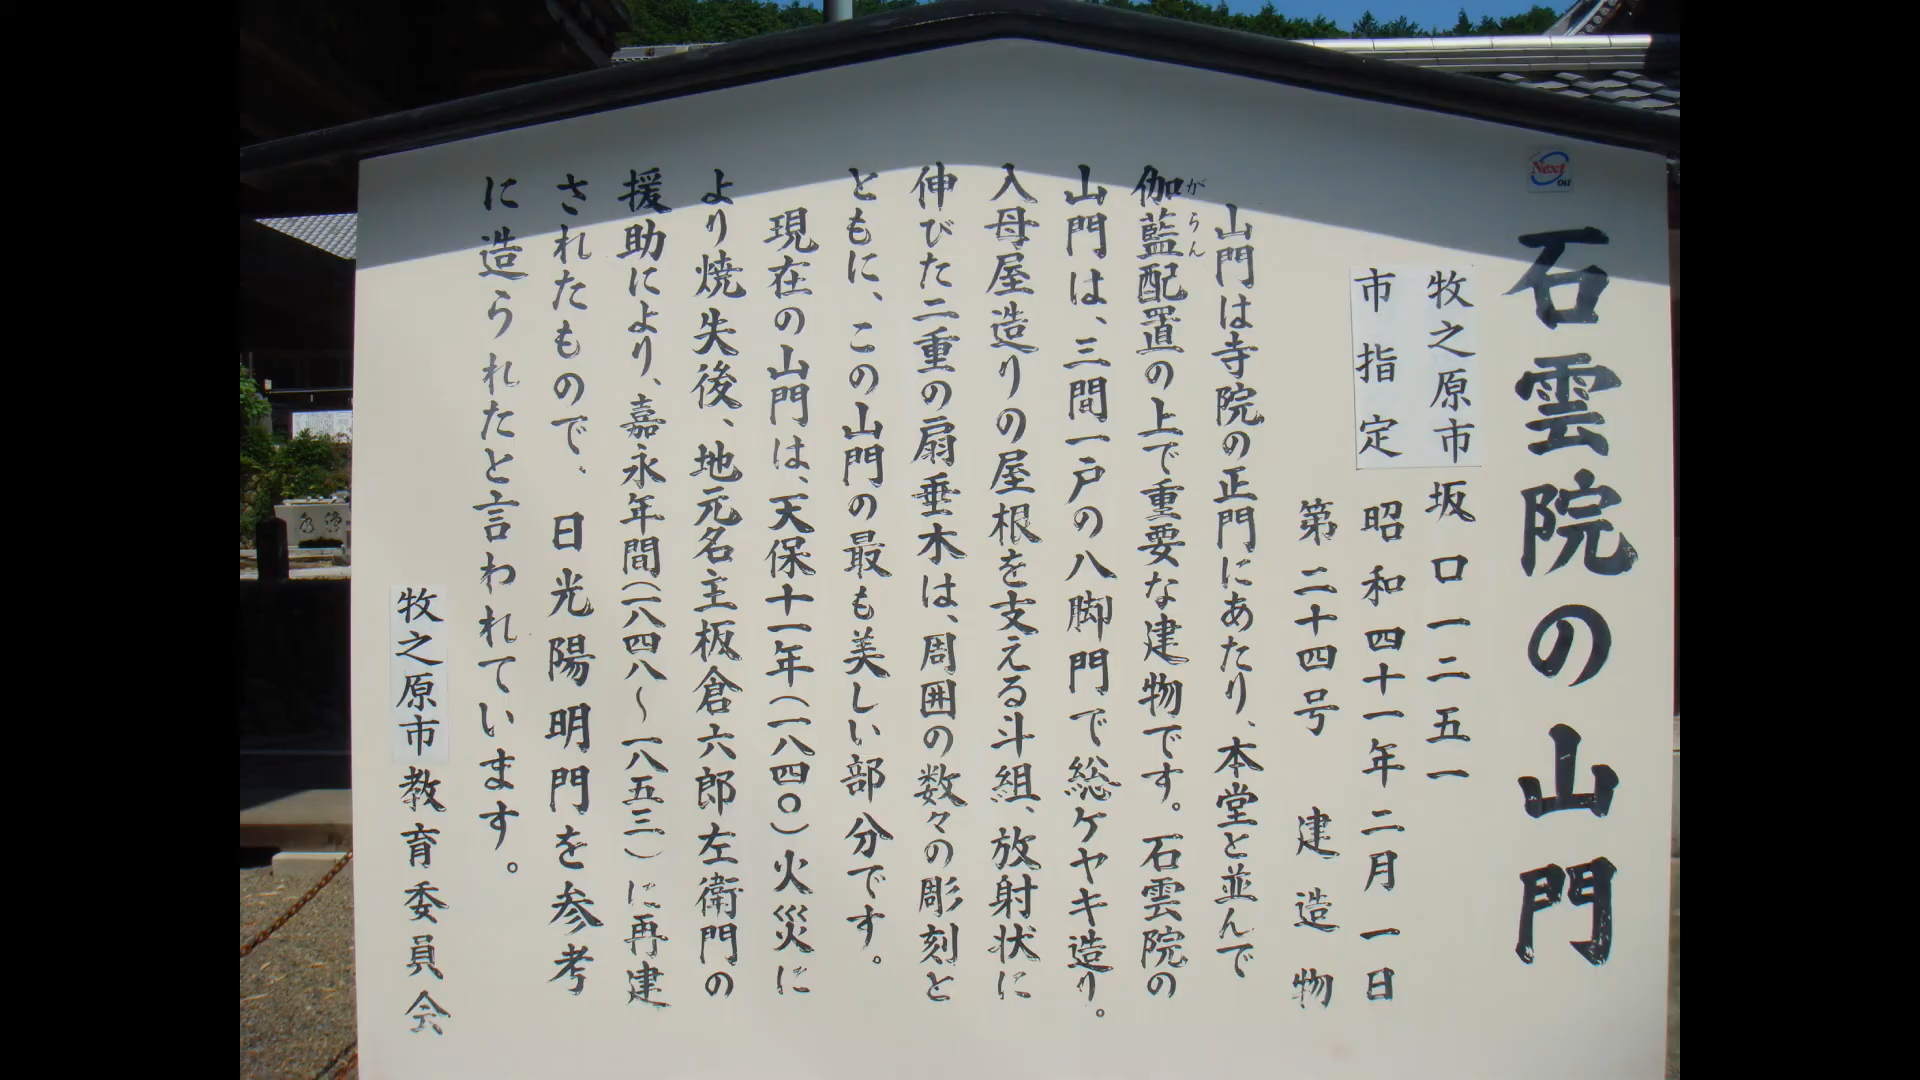 石雲院の山門
牧之原市坂口一二五一
市指定 昭和四十一年二月一日
第二十四号 建造物
山門は寺院の正門にあたり、本堂と並んで
伽藍配置の上で重要な建物です。石雲院の
がらん
山門は、三間一戸の八脚門で総ケヤキ造り。
入母屋造りの屋根を支える斗組、放射状に
伸びた二重の扇垂木は、周囲の数々の彫刻と
ともに、この山門の最も美しい部分です。
現在の山門は、天保十一年(一八四〇)火災に
より焼失後、地元名主板倉六郎左衛門の
援助により、嘉永年間(一八四八〜一八五三)に再建
されたもので、日光陽明門を参考
に造られたと言われています。
牧之原市教育委員会
Next